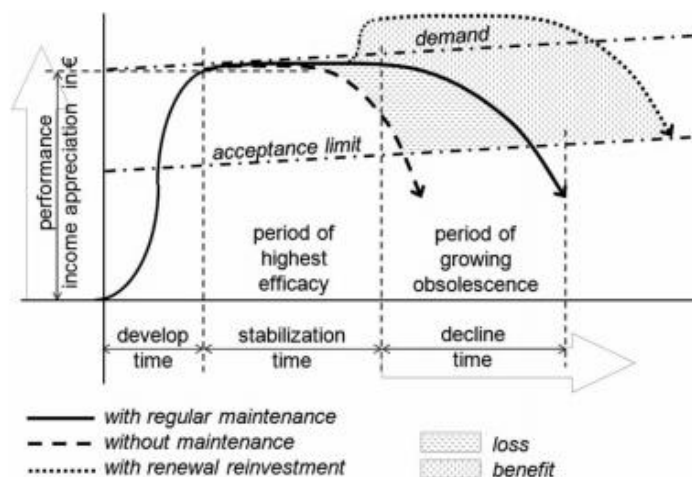 performance
income appreciation in €
demand
acceptance limit
period of
highest
efficacy
period of
growing
obsolescence
develop
time
stabilization
time
decline
time
with regular maintenance
without maintenance
with renewal reinvestment
loss
benefit